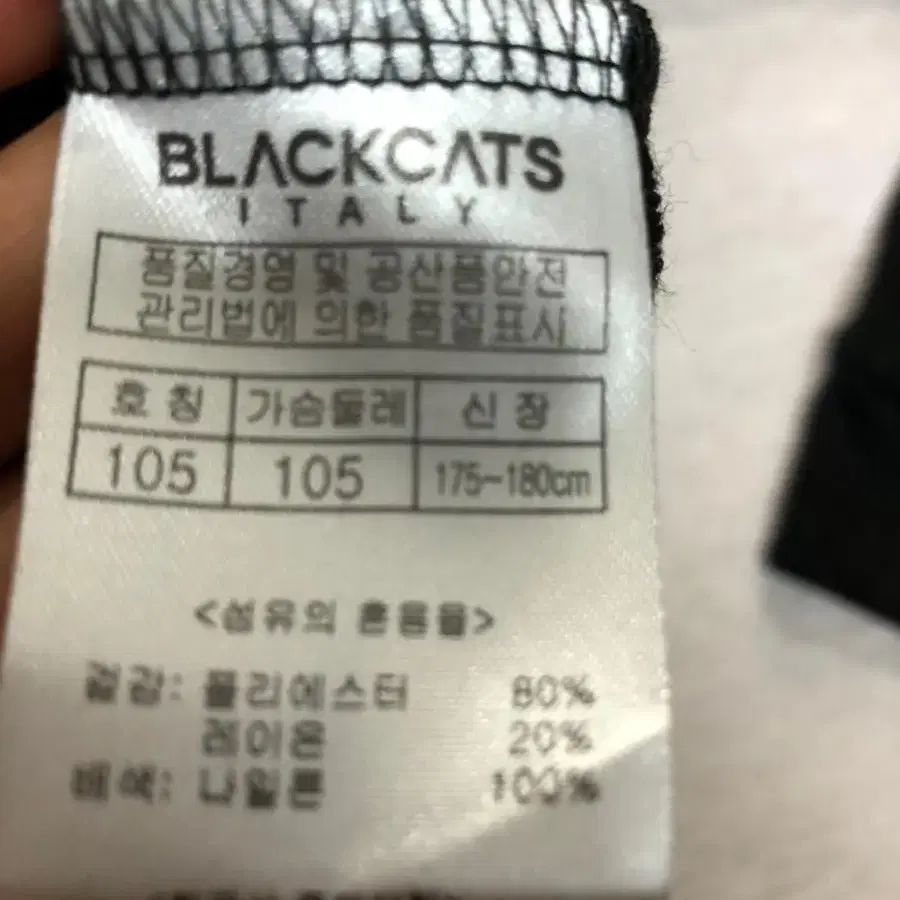 BLACKCATS
ITALY
품질경영 및 공산품안전
관리법에 의한 품질표시
호 칭 가슴둘레 신 장
105 105 175-180cm
<섬유의 혼용률>
겉감: 폴리에스터 80%
레이온 20%
배색: 나일론 100%